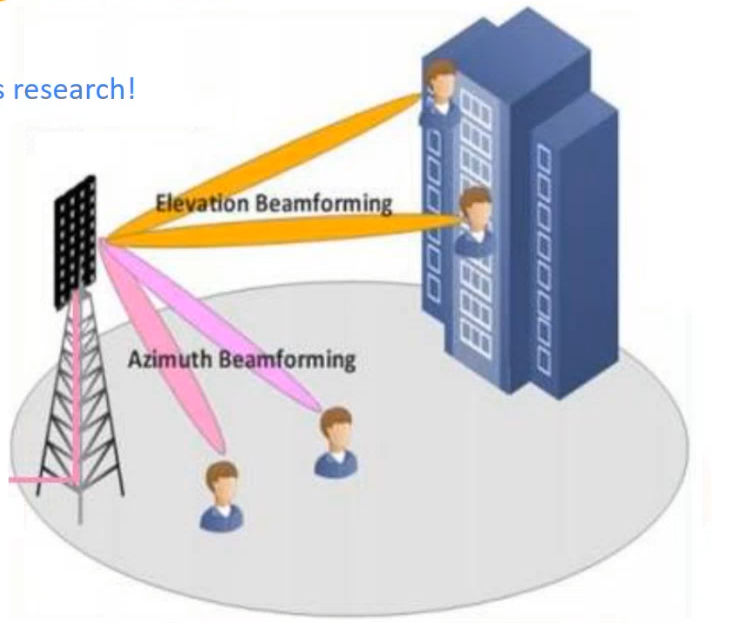 s research!
Elevation Beamforming
Azimuth Beamforming